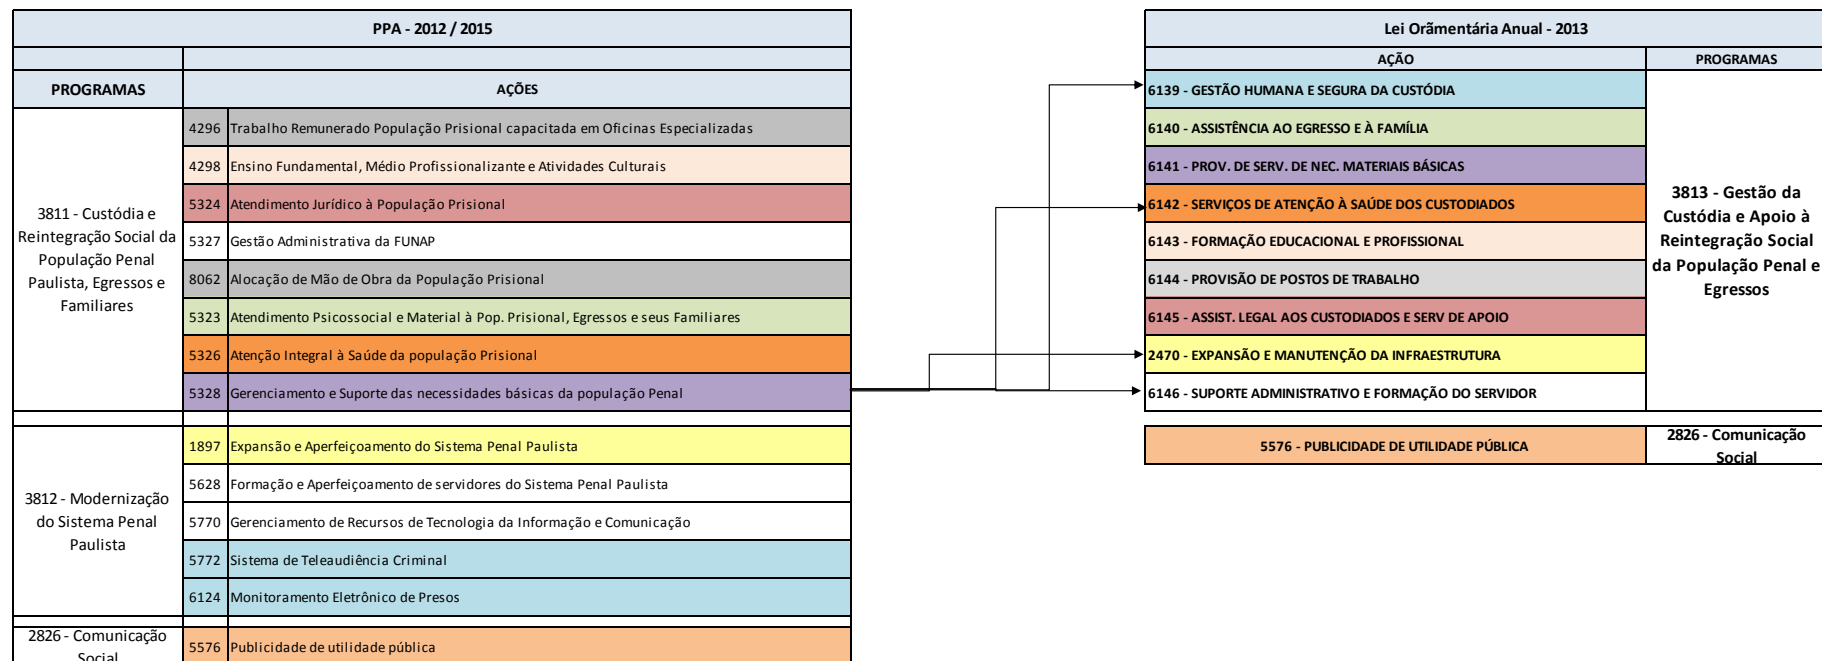 PPA - 2012 / 2015
PROGRAMAS
AÇÕES
3811 - Custódia e
Reintegração Social da
População Penal
Paulista, Egressos e
Familiares
4296 Trabalho Remunerado População Prisional capacitada em Oficinas Especializadas
4298 Ensino Fundamental, Médio Profissionalizante e Atividades Culturais
5324 Atendimento Jurídico à População Prisional
5327 Gestão Administrativa da FUNAP
8062 Alocação de Mão de Obra da População Prisional
5323 Atendimento Psicossocial e Material à Pop. Prisional, Egressos e seus Familiares
5326 Atenção Integral à Saúde da população Prisional
5328 Gerenciamento e Suporte das necessidades básicas da população Penal
3812 - Modernização
do Sistema Penal
Paulista
1897 Expansão e Aperfeiçoamento do Sistema Penal Paulista
5628 Formação e Aperfeiçoamento de servidores do Sistema Penal Paulista
5770 Gerenciamento de Recursos de Tecnologia da Informação e Comunicação
5772 Sistema de Teleaudiência Criminal
6124 Monitoramento Eletrônico de Presos
2826 - Comunicação
Social
5576 Publicidade de utilidade pública
Lei Orãmentária Anual - 2013
AÇÃO
PROGRAMAS
6139 - GESTÃO HUMANA E SEGURA DA CUSTÓDIA
6140 - ASSISTÊNCIA AO EGRESSO E À FAMÍLIA
6141 - PROV. DE SERV. DE NEC. MATERIAIS BÁSICAS
6142 - SERVIÇOS DE ATENÇÃO À SAÚDE DOS CUSTODIADOS
6143 - FORMAÇÃO EDUCACIONAL E PROFISSIONAL
6144 - PROVISÃO DE POSTOS DE TRABALHO
6145 - ASSIST. LEGAL AOS CUSTODIADOS E SERV DE APOIO
2470 - EXPANSÃO E MANUTENÇÃO DA INFRAESTRUTURA
6146 - SUPORTE ADMINISTRATIVO E FORMAÇÃO DO SERVIDOR
3813 - Gestão da
Custódia e Apoio à
Reintegração Social
da População Penal e
Egressos
5576 - PUBLICIDADE DE UTILIDADE PÚBLICA
2826 - Comunicação
Social